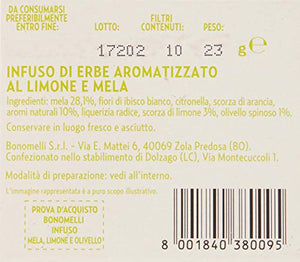 DA CONSUMARSI
PREFERIBILMENTE
ENTRO FINE:
LOTTO:
FILTRI
CONTENUTI:
PESO:
17202 10 23 g ℮
INFUSO DI ERBE AROMATIZZATO
AL LIMONE E MELA
Ingredienti: mela 28,1%, fiori di ibisco bianco, citronella, scorza di arancia,
aromi naturali 10%, liquerizia radice, scorza di limone 3%, olivello spinoso 1%.
Conservare in luogo fresco e asciutto.
Bonomelli S.r.l. - Via E. Mattei 6, 40069 Zola Predosa (BO).
Confezionato nello stabilimento di Dolzago (LC), Via Montecuccoli 1.
Modalità di preparazione: vedi all'interno.
L'immagine rappresentata è a puro scopo illustrativo.
PROVA D'ACQUISTO
BONOMELLI
INFUSO
MELA, LIMONE E OLIVELLO
8 001840 380095